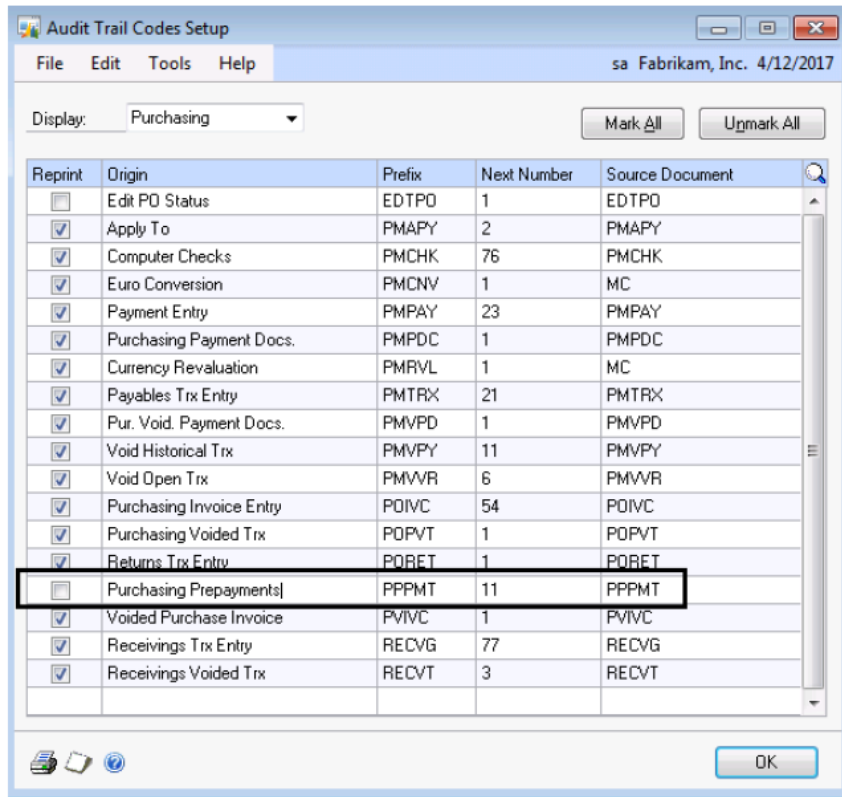 Audit Trail Codes Setup
File Edit Tools Help sa Fabrikam, Inc. 4/12/2017
Display: Purchasing Mark All Unmark All
Reprint Origin Prefix Next Number Source Document
Edit PO Status EDTPO 1 EDTPO
Apply To PMAPY 2 PMAPY
Computer Checks PMCHK 76 PMCHK
Euro Conversion PMCNV 1 MC
Payment Entry PMPAY 23 PMPAY
Purchasing Payment Docs. PMPDC 1 PMPDC
Currency Revaluation PMRVL 1 MC
Payables Trx Entry PMTRX 21 PMTRX
Pur. Void. Payment Docs. PMVPD 1 PMVPD
Void Historical Trx PMVPY 11 PMVPY
Void Open Trx PMVVR 6 PMVVR
Purchasing Invoice Entry POIVC 54 POIVC
Purchasing Voided Trx POPVT 1 POPVT
Returns Trx Entry PORET 1 PORET
Purchasing Prepayments PPPMT 11 PPPMT
Voided Purchase Invoice PVIVC 1 PVIVC
Receivings Trx Entry RECVG 77 RECVG
Receivings Voided Trx RECVT 3 RECVT
OK